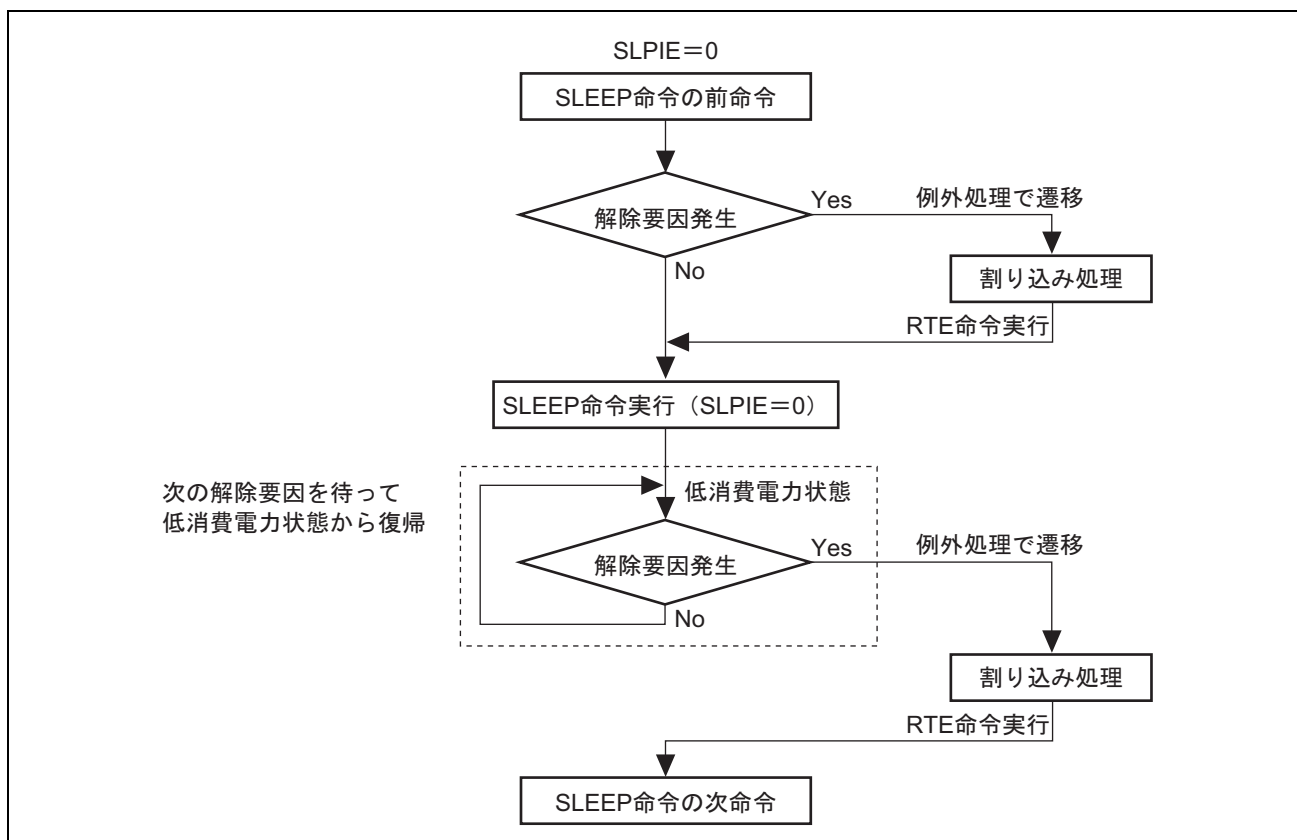 SLPIE=0
SLEEP命令の前命令
解除要因発生
Yes
例外処理で遷移
No
割り込み処理
RTE命令実行
SLEEP命令実行（SLPIE=0）
次の解除要因を待って
低消費電力状態から復帰
低消費電力状態
解除要因発生
Yes
例外処理で遷移
No
割り込み処理
RTE命令実行
SLEEP命令の次命令